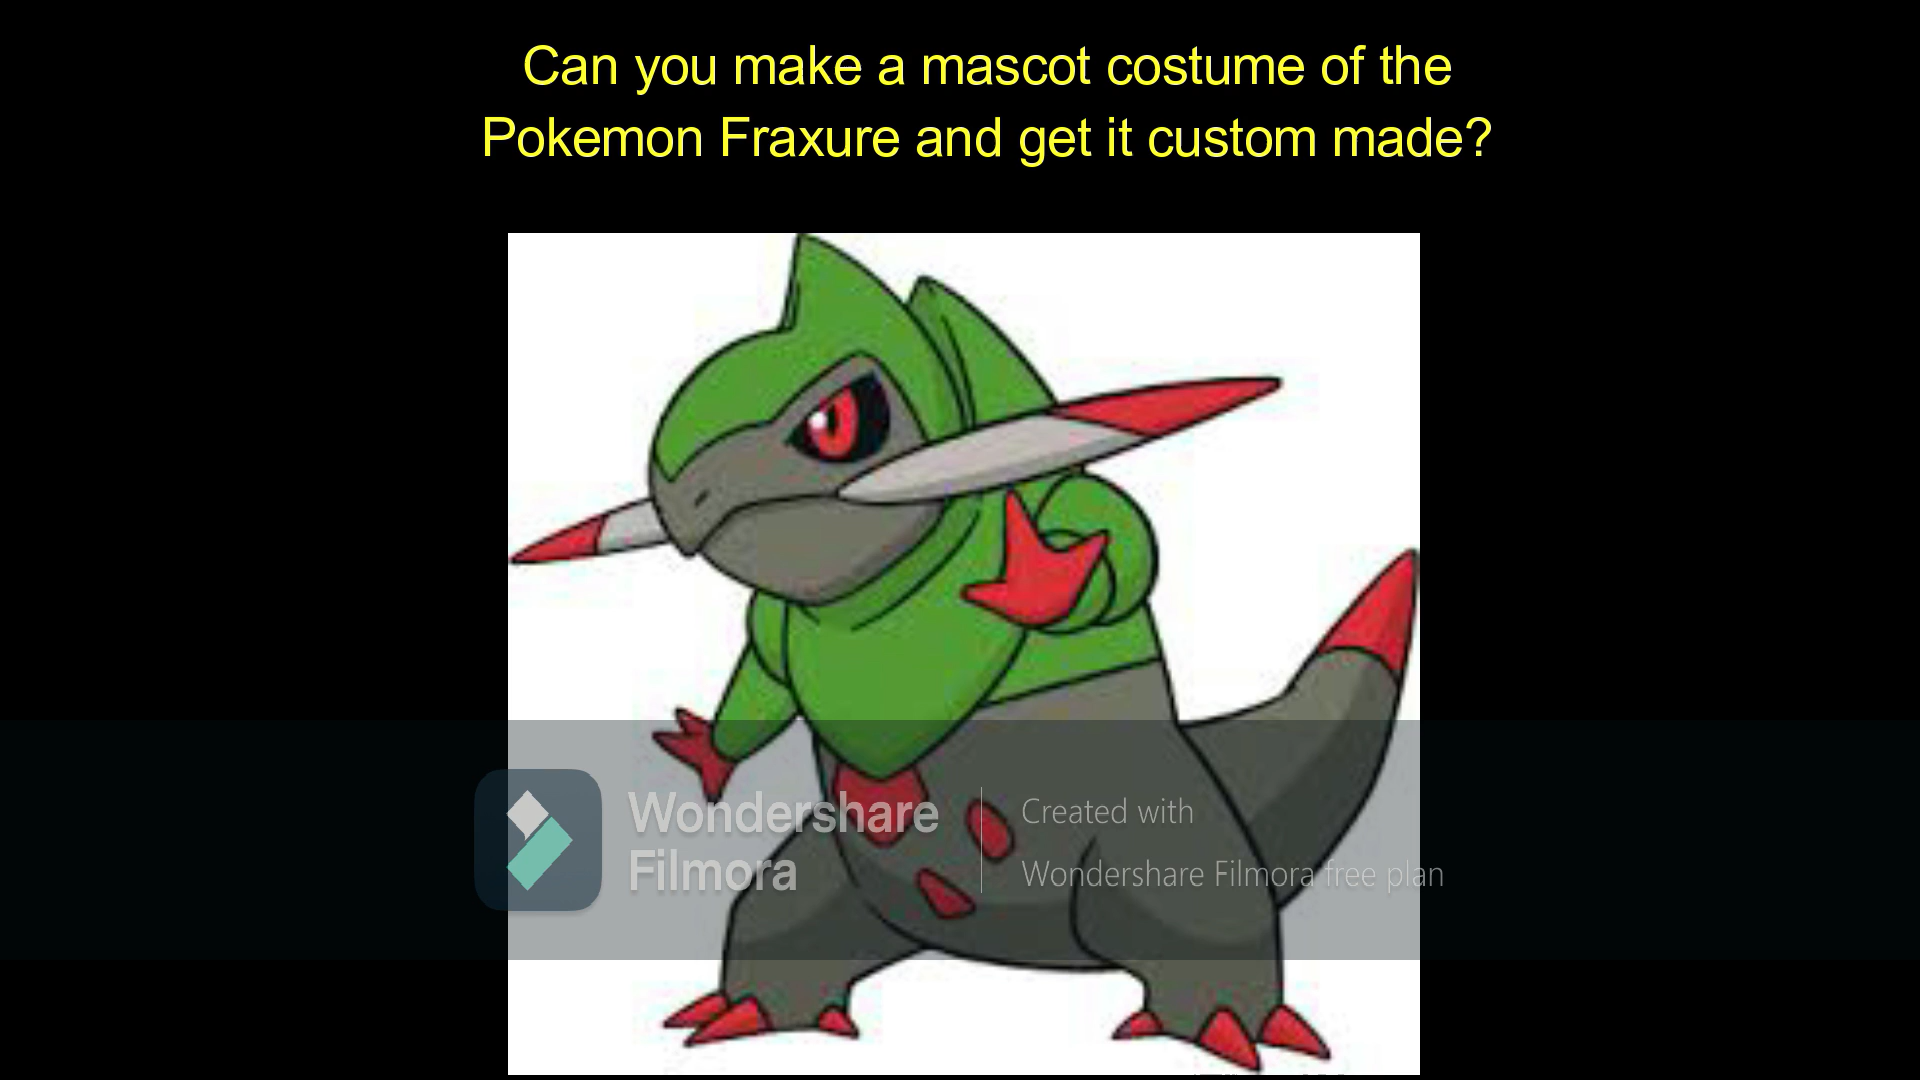 Can you make a mascot costume of the
Pokemon Fraxure and get it custom made?
Wondershare
Filmora
Created with
Wondershare Filmora free plan